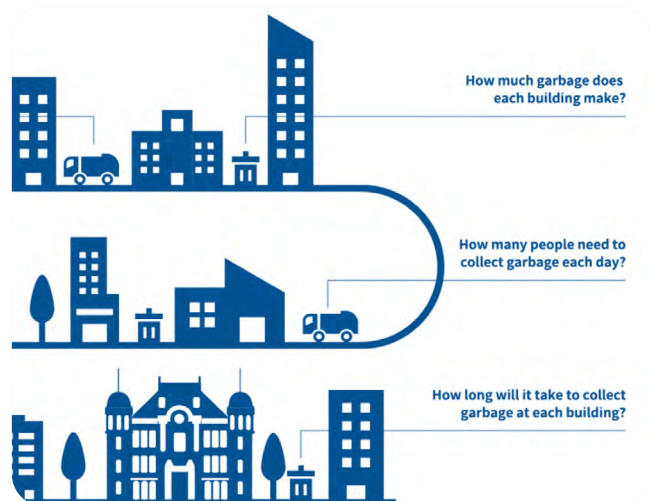 How much garbage does
each building make?
How many people need to
collect garbage each day?
How long will it take to collect
garbage at each building?